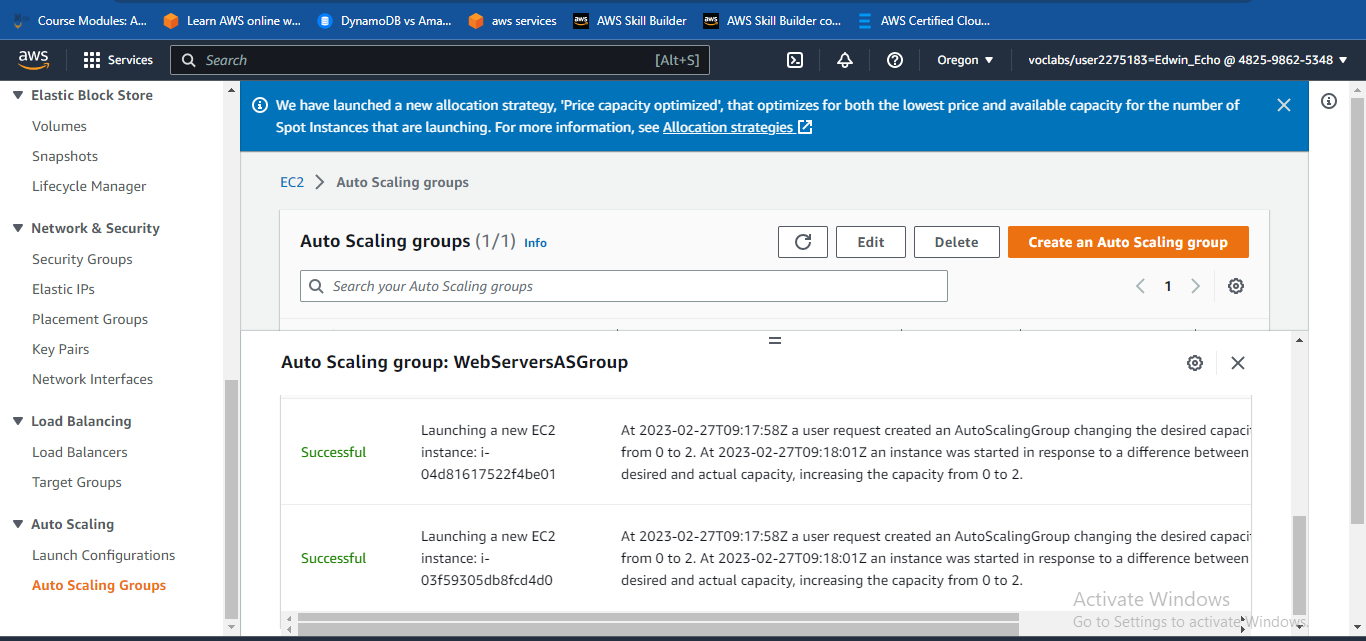 Course Modules: A...
Learn AWS online w...
DynamoDB vs Ama...
aws services
aws AWS Skill Builder
aws AWS Skill Builder co...
AWS Certified Clou...
aws
Services
Search
[Alt+S]
Oregon
voclabs/user2275183=Edwin_Echo @ 4825-9862-5348
Elastic Block Store
Volumes
Snapshots
Lifecycle Manager
Network & Security
Security Groups
Elastic IPs
Placement Groups
Key Pairs
Network Interfaces
Load Balancing
Load Balancers
Target Groups
Auto Scaling
Launch Configurations
Auto Scaling Groups
We have launched a new allocation strategy, 'Price capacity optimized', that optimizes for both the lowest price and available capacity for the number of
Spot Instances that are launching. For more information, see Allocation strategies
EC2
Auto Scaling groups
Auto Scaling groups (1/1) Info
Edit
Delete
Create an Auto Scaling group
Search your Auto Scaling groups
1
Auto Scaling group: WebServersASGroup
Successful
Launching a new EC2
instance: i-
04d81617522f4be01
At 2023-02-27T09:17:58Z a user request created an AutoScalingGroup changing the desired capaci
from 0 to 2. At 2023-02-27T09:18:01Z an instance was started in response to a difference between
desired and actual capacity, increasing the capacity from 0 to 2.
Successful
Launching a new EC2
instance: i-
03f59305db8fcd4d0
At 2023-02-27T09:17:58Z a user request created an AutoScalingGroup changing the desired capaci
from 0 to 2. At 2023-02-27T09:18:01Z an instance was started in response to a difference between
desired and actual capacity, increasing the capacity from 0 to 2.
Activate Windows
Go to Settings to activate Windows.